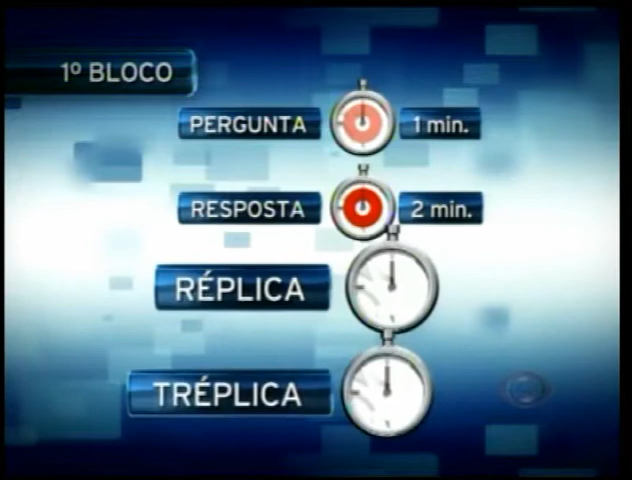 1º BLOCO
PERGUNTA 1 min.
RESPOSTA 2 min.
RÉPLICA
TRÉPLICA